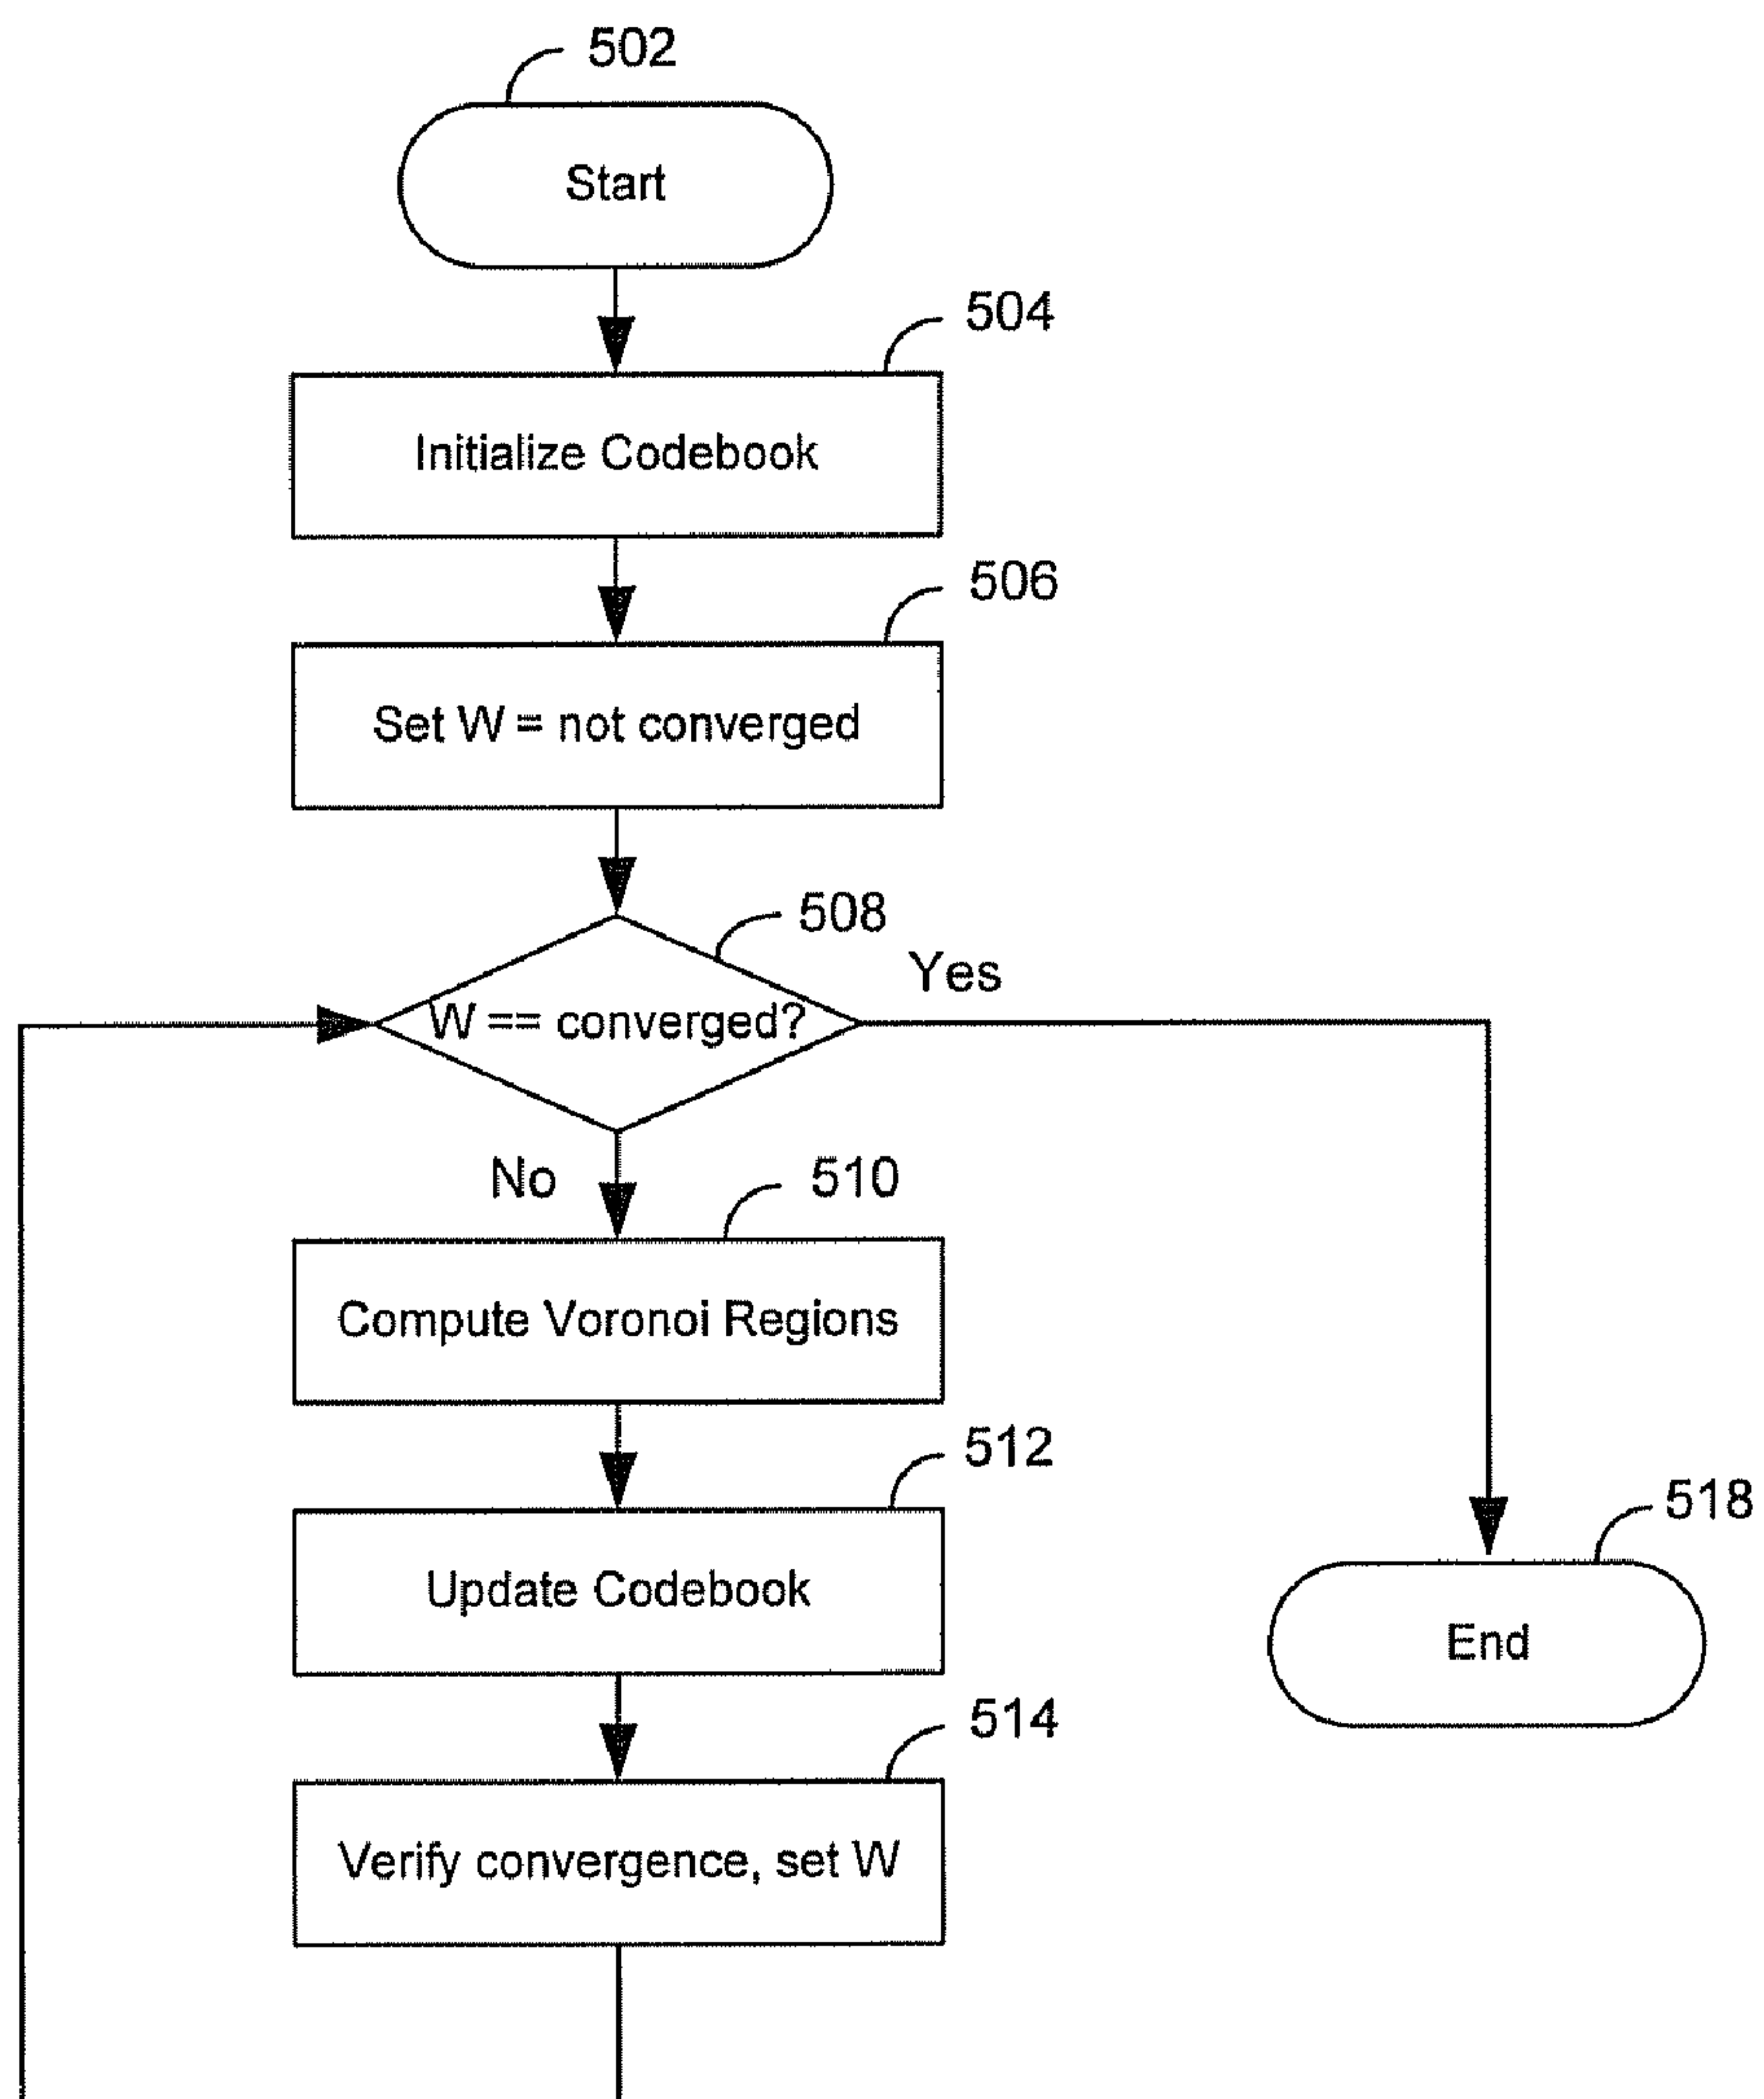 502
Start
504
Initialize Codebook
506
Set W = not converged
508
W == converged?
Yes
No
510
Compute Voronoi Regions
512
Update Codebook
518
End
514
Verify convergence, set W